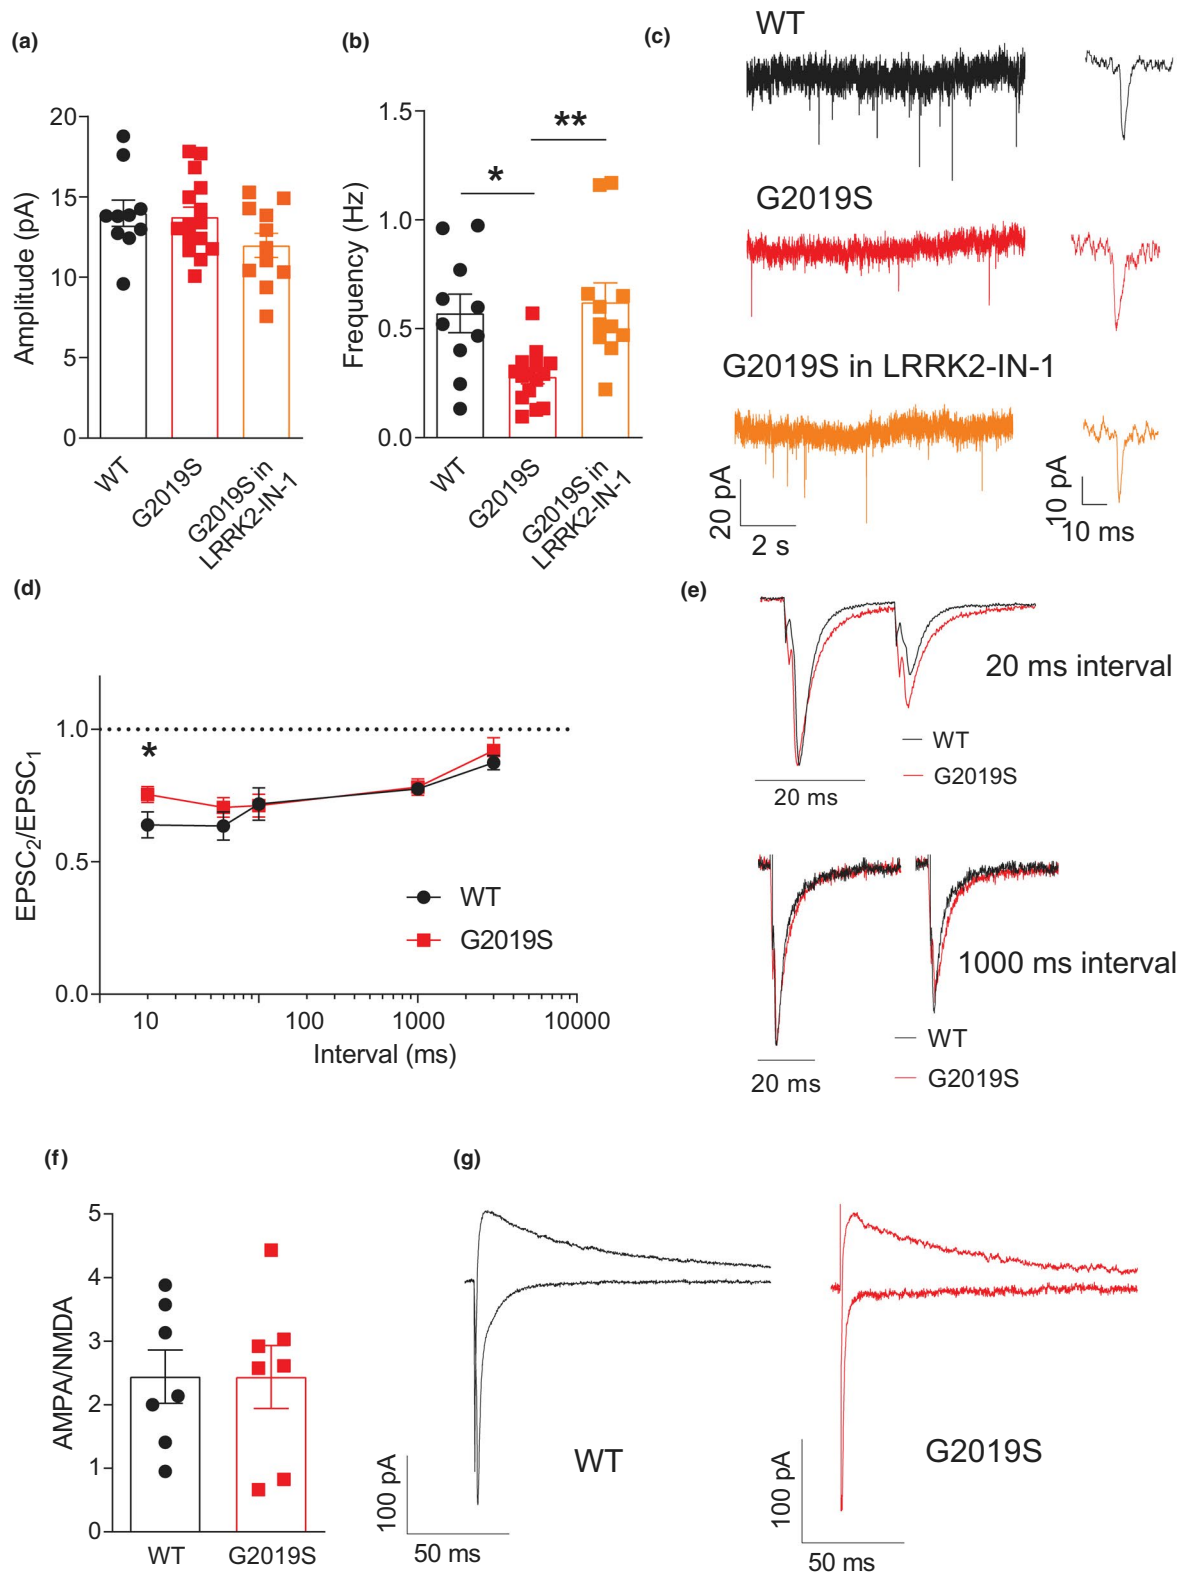 (a)
Amplitude (pA)
20
15
10
5
0
WT
G2019S
G2019S in
LRRK2-IN-1
(b)
Frequency (Hz)
1.5
1.0
0.5
0.0
*
**
WT
G2019S
G2019S in
LRRK2-IN-1
(c)
WT
G2019S
G2019S in LRRK2-IN-1
20 pA
2 s
10 pA
10 ms
(d)
EPSC₂/EPSC₁
1.0
0.5
0.0
*
WT
G2019S
10
100
1000
10000
Interval (ms)
(e)
20 ms interval
WT
G2019S
20 ms
1000 ms interval
WT
G2019S
20 ms
(f)
AMPA/NMDA
5
4
3
2
1
0
WT
G2019S
(g)
WT
100 pA
50 ms
G2019S
100 pA
50 ms